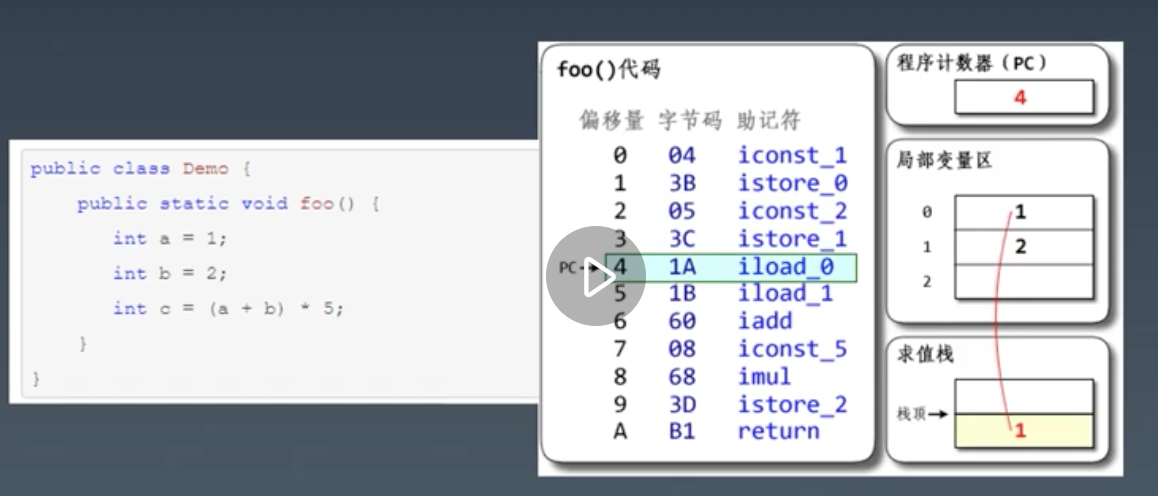 public class Demo {
public static void foo() {
int a = 1;
int b = 2;
int c = (a + b) * 5;
}
}
foo()代码
偏移量 字节码 助记符
0 04 iconst_1
1 3B istore_0
2 05 iconst_2
3 3C istore_1
PC 4 1A iload_0
5 1B iload_1
6 60 iadd
7 08 iconst_5
8 68 imul
9 3D istore_2
A B1 return
程序计数器(PC)
4
局部变量区
0 1
1 2
2
求值栈
栈顶
1